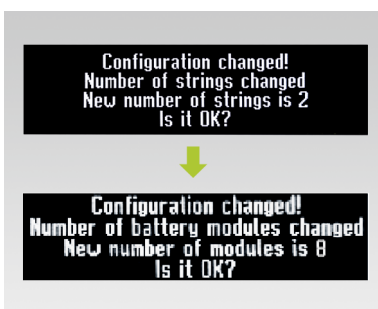 Configuration changed!
Number of strings changed
New number of strings is 2
Is it OK?
Configuration changed!
Number of battery modules changed
New number of modules is 8
Is it OK?